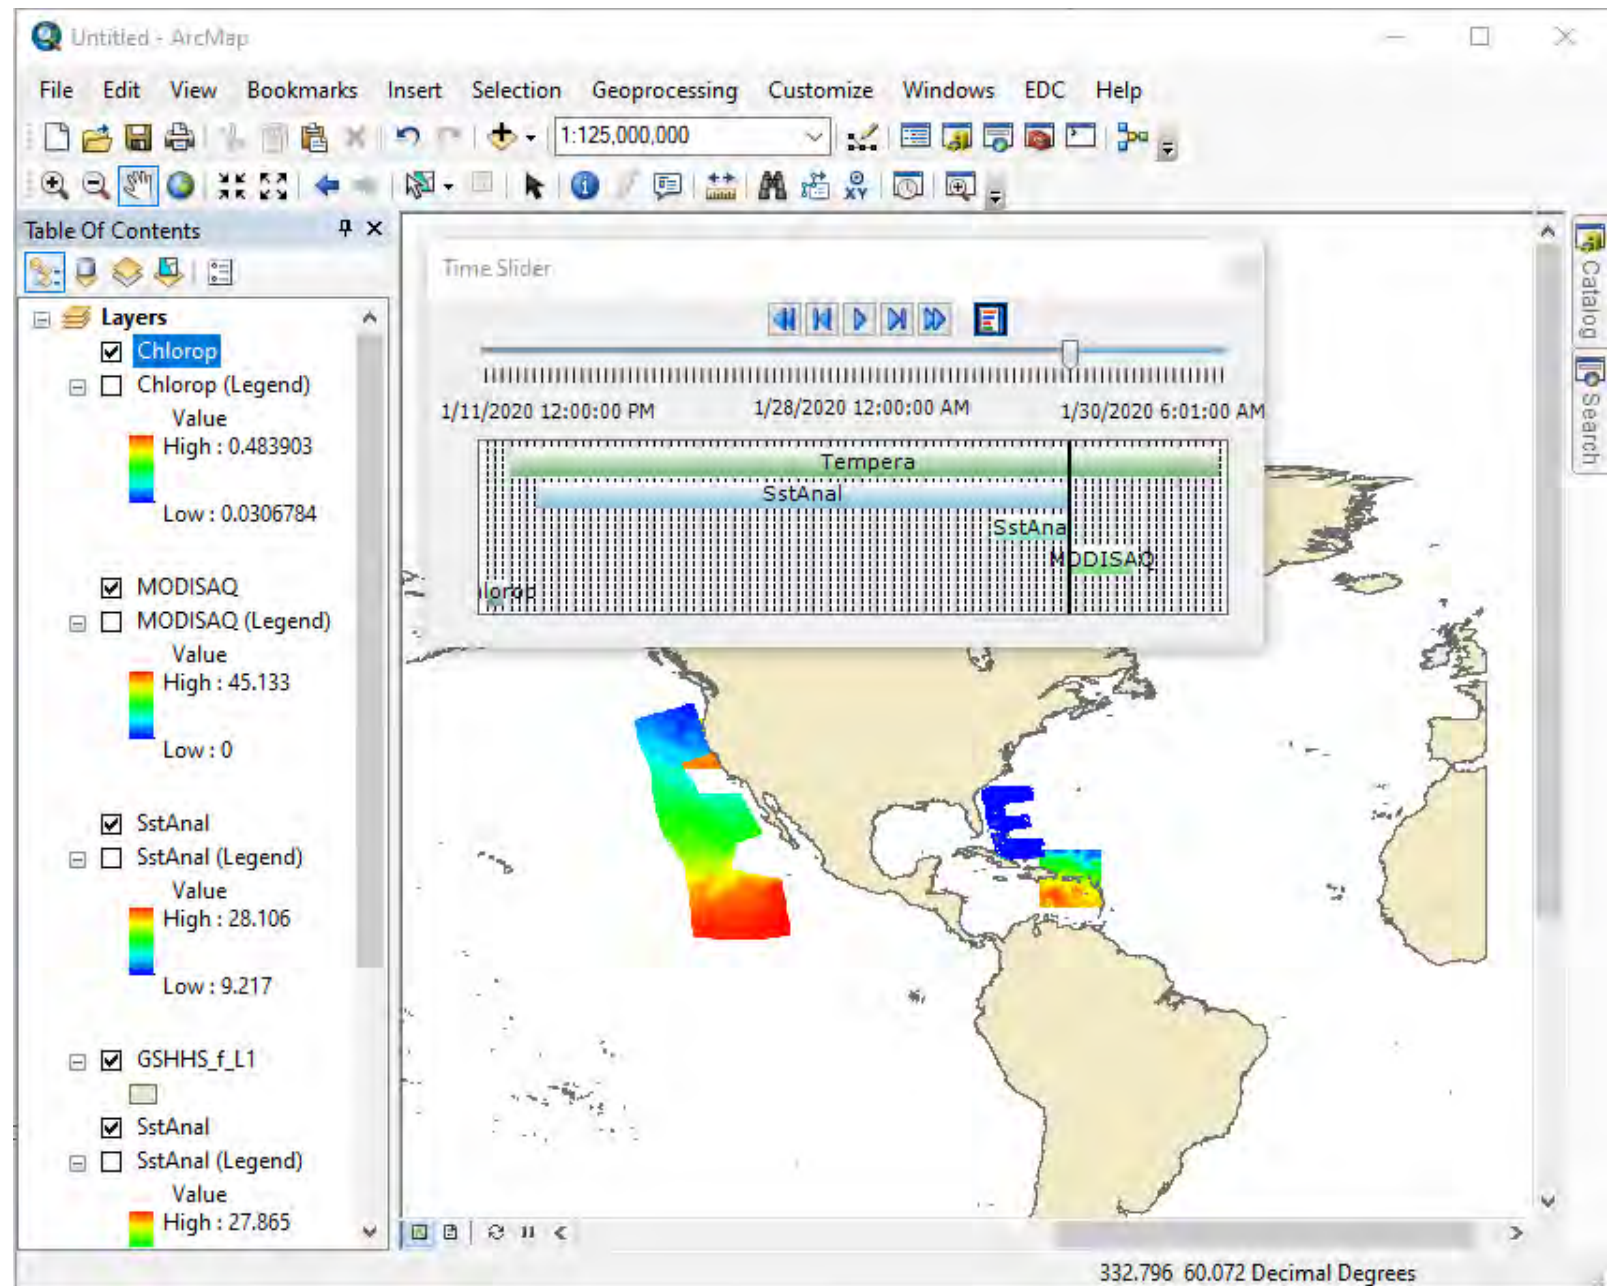 Untitled - ArcMap
File Edit View Bookmarks Insert Selection Geoprocessing Customize Windows EDC Help
1:125,000,000
XY
Table Of Contents
Layers
Chlorop
Chlorop (Legend)
Value
High : 0.483903
Low : 0.0306784
MODISAQ
MODISAQ (Legend)
Value
High : 45.133
Low : 0
SstAnal
SstAnal (Legend)
Value
High : 28.106
Low : 9.217
GSHHS_f_L1
SstAnal
SstAnal (Legend)
Value
High : 27.865
Time Slider
1/11/2020 12:00:00 PM 1/28/2020 12:00:00 AM 1/30/2020 6:01:00 AM
Tempera
SstAnal
SstAna
MODISAQ
lorop
Catalog
Search
332.796 60.072 Decimal Degrees